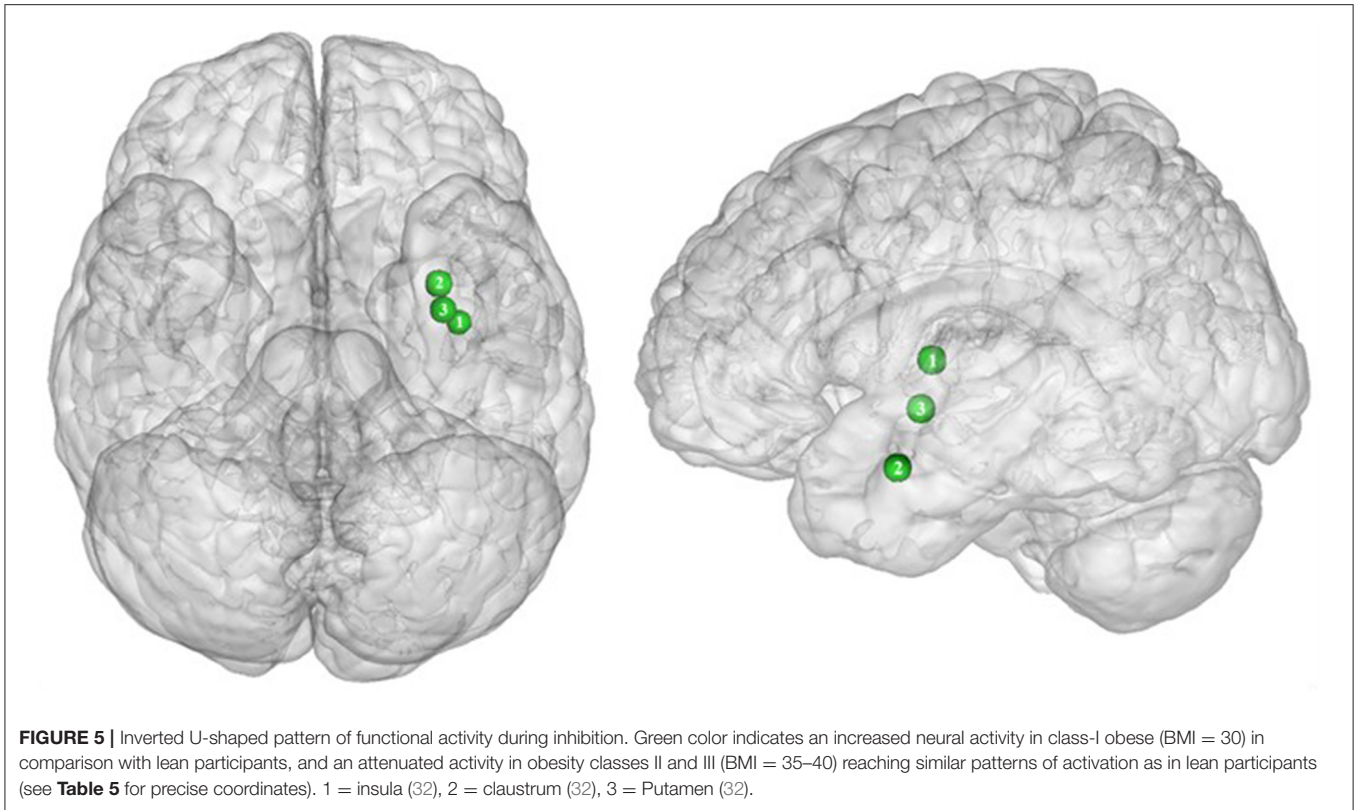 2
3
1
1
3
2
FIGURE 5 | Inverted U-shaped pattern of functional activity during inhibition. Green color indicates an increased neural activity in class-I obese (BMI = 30) in
comparison with lean participants, and an attenuated activity in obesity classes II and III (BMI = 35–40) reaching similar patterns of activation as in lean participants
(see Table 5 for precise coordinates). 1 = insula (32), 2 = claustrum (32), 3 = Putamen (32).